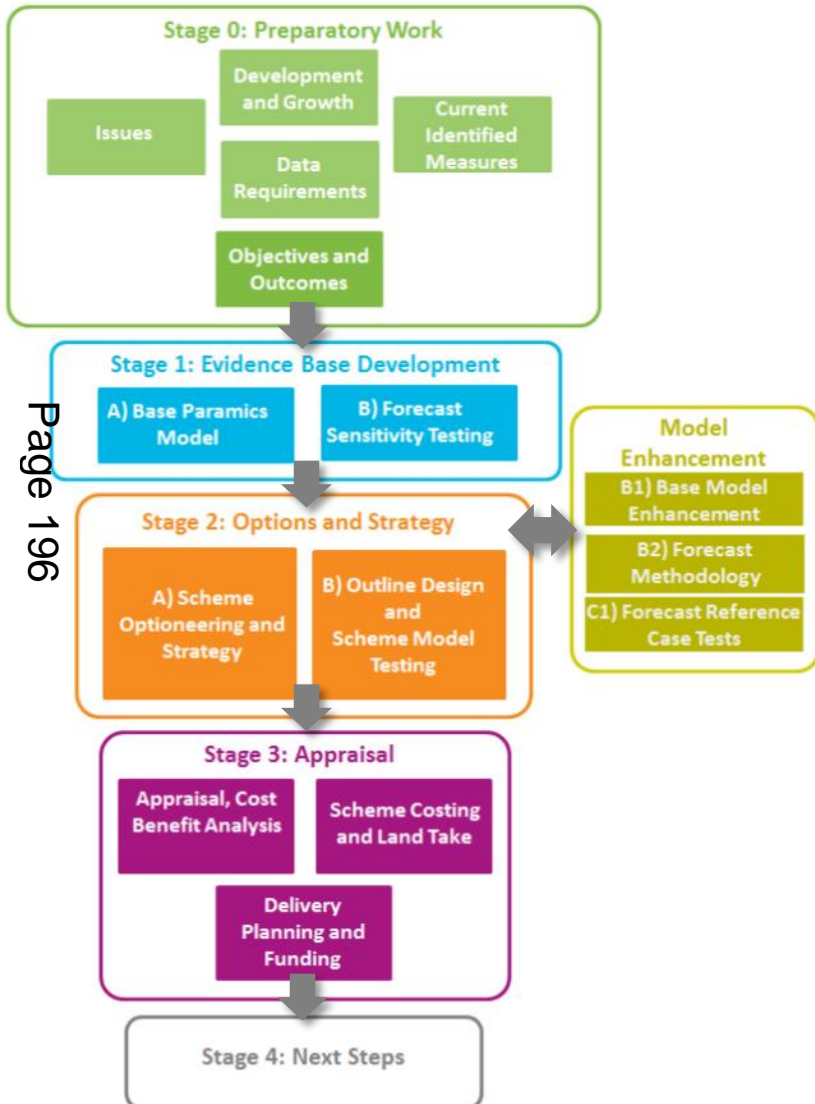 Stage 0: Preparatory Work
Development
and Growth
Issues
Current
Identified
Measures
Data
Requirements
Objectives and
Outcomes
Stage 1: Evidence Base Development
A) Base Paramics
Model
B) Forecast
Sensitivity Testing
Page 196
Model
Enhancement
B1) Base Model
Enhancement
B2) Forecast
Methodology
C1) Forecast Reference
Case Tests
Stage 2: Options and Strategy
A) Scheme
Optioneering and
Strategy
B) Outline Design
and
Scheme Model
Testing
Stage 3: Appraisal
Appraisal, Cost
Benefit Analysis
Scheme Costing
and Land Take
Delivery
Planning and
Funding
Stage 4: Next Steps